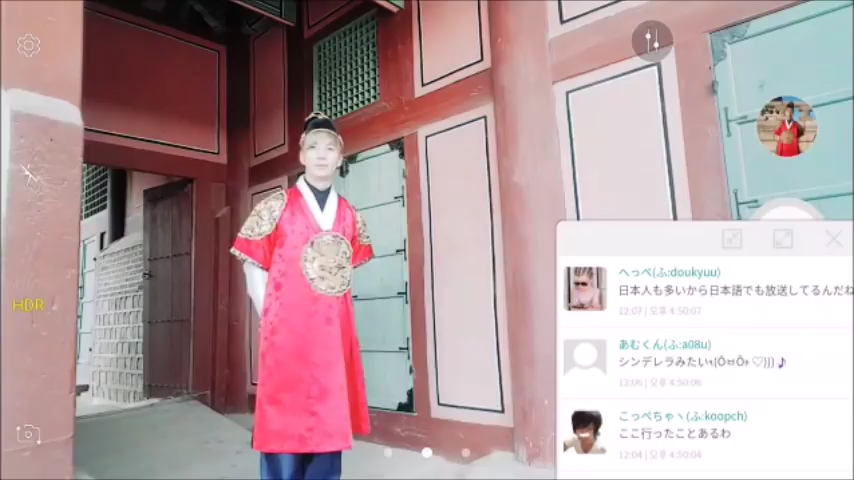 HDR
へっぺ(ふ:doukyuu)
日本人も多いから日本語でも放送してるんだね
12:07 | 오후 4:50:07
あむくん(ふ:a08u)
シンデレラみたい
12:06 | 오후 4:50:06
こっぺちゃヽ(ふ:koopch)
ここ行ったことあるわ
12:04 | 오후 4:50:04